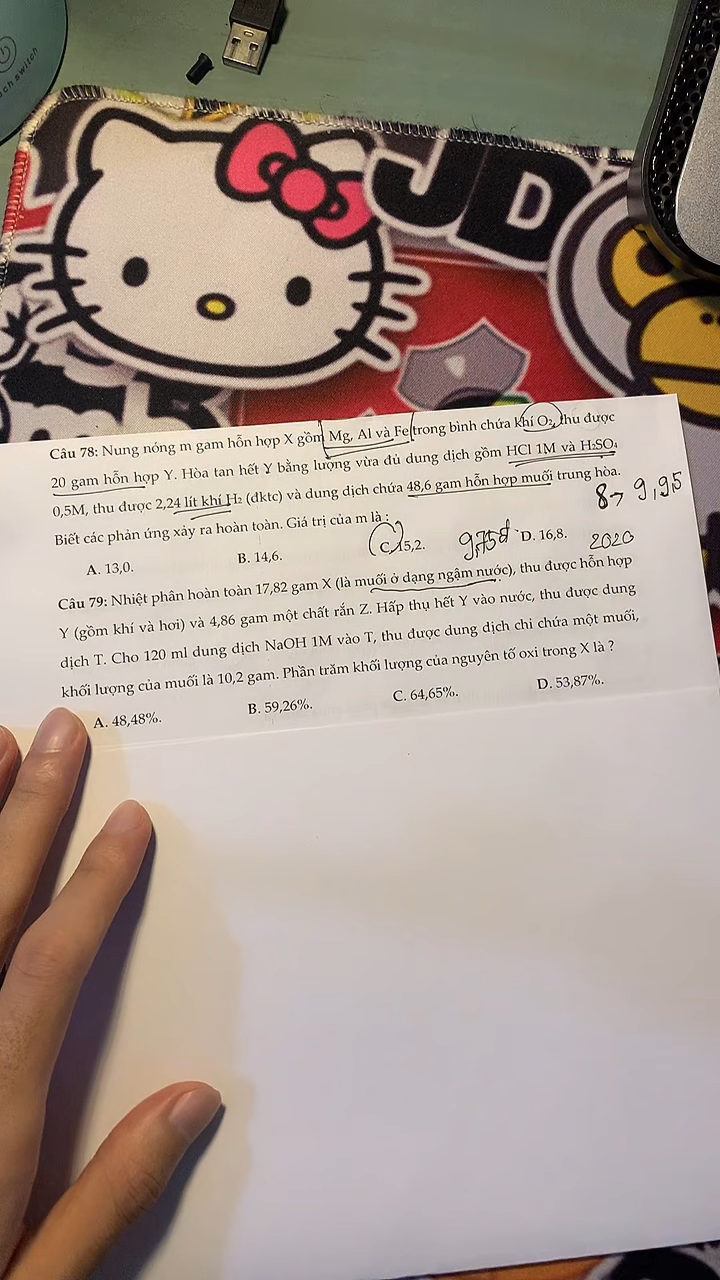 ach switch
JD
Câu 78: Nung nóng m gam hỗn hợp X gồm Mg, Al và Fe trong bình chứa khí O₂, thu được
20 gam hỗn hợp Y. Hòa tan hết Y bằng lượng vừa đủ dung dịch gồm HCl 1M và H₂SO₄
0,5M, thu được 2,24 lít khí H₂ (đktc) và dung dịch chứa 48,6 gam hỗn hợp muối trung hòa.
Biết các phản ứng xảy ra hoàn toàn. Giá trị của m là :
8→ 9,95
A. 13,0. B. 14,6. C. 15,2. 9,75đ D. 16,8. 2020
Câu 79: Nhiệt phân hoàn toàn 17,82 gam X (là muối ở dạng ngậm nước), thu được hỗn hợp
Y (gồm khí và hơi) và 4,86 gam một chất rắn Z. Hấp thụ hết Y vào nước, thu được dung
dịch T. Cho 120 ml dung dịch NaOH 1M vào T, thu được dung dịch chỉ chứa một muối,
khối lượng của muối là 10,2 gam. Phần trăm khối lượng của nguyên tố oxi trong X là ?
A. 48,48%. B. 59,26%. C. 64,65%. D. 53,87%.